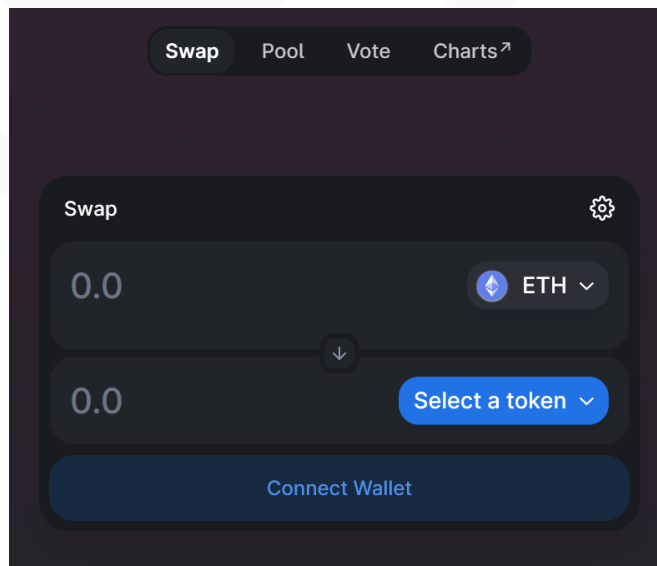 Swap Pool Vote Charts↗
Swap
0.0 ETH
0.0 Select a token
Connect Wallet